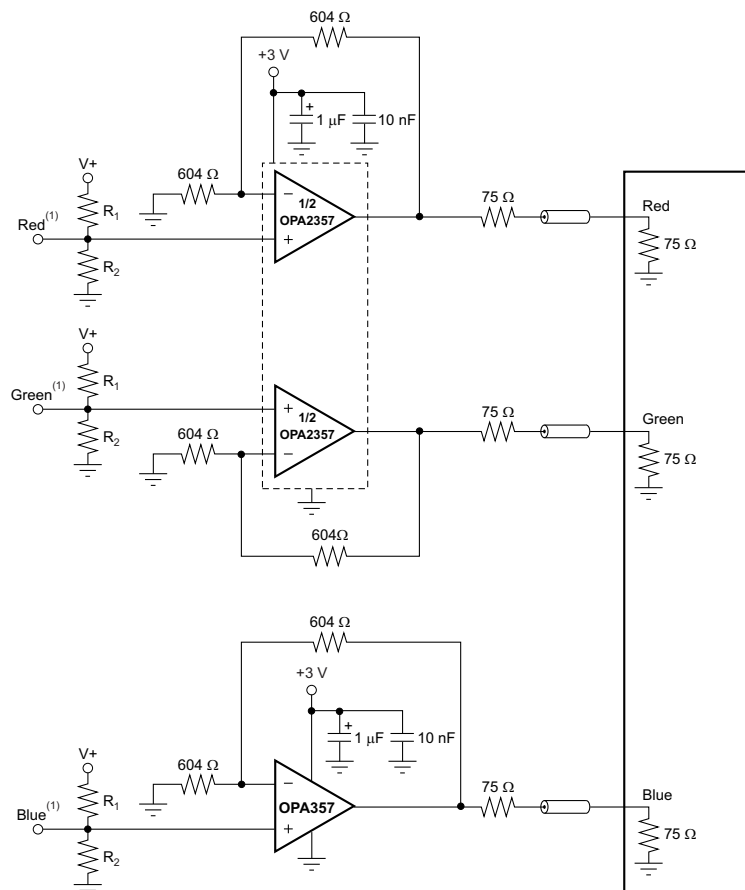 604 Ω
+3 V
+
1 μF
10 nF
604 Ω
V+
R1
Red(1)
R2
−
1/2
OPA2357
+
75 Ω
Red
75 Ω
V+
R1
Green(1)
R2
+
1/2
OPA2357
−
604 Ω
75 Ω
Green
75 Ω
604Ω
604 Ω
+3 V
+
1 μF
10 nF
604 Ω
V+
R1
Blue(1)
R2
−
OPA357
+
75 Ω
Blue
75 Ω